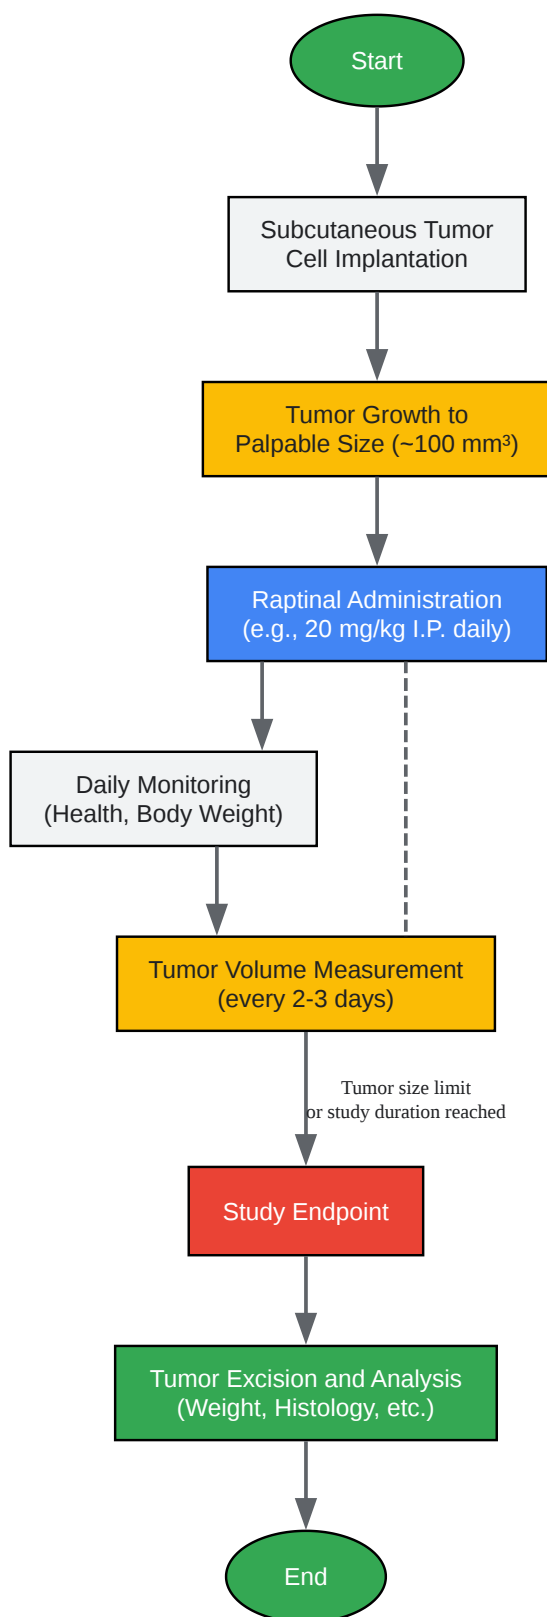 Start
Subcutaneous Tumor
Cell Implantation
Tumor Growth to
Palpable Size (~100 mm³)
Raptinal Administration
(e.g., 20 mg/kg I.P. daily)
Daily Monitoring
(Health, Body Weight)
Tumor Volume Measurement
(every 2-3 days)
Tumor size limit
or study duration reached
Study Endpoint
Tumor Excision and Analysis
(Weight, Histology, etc.)
End